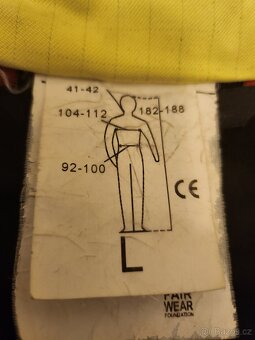 41-42
104-112
182-188
92-100
CE
L
FAIR
WEAR
FOUNDATION